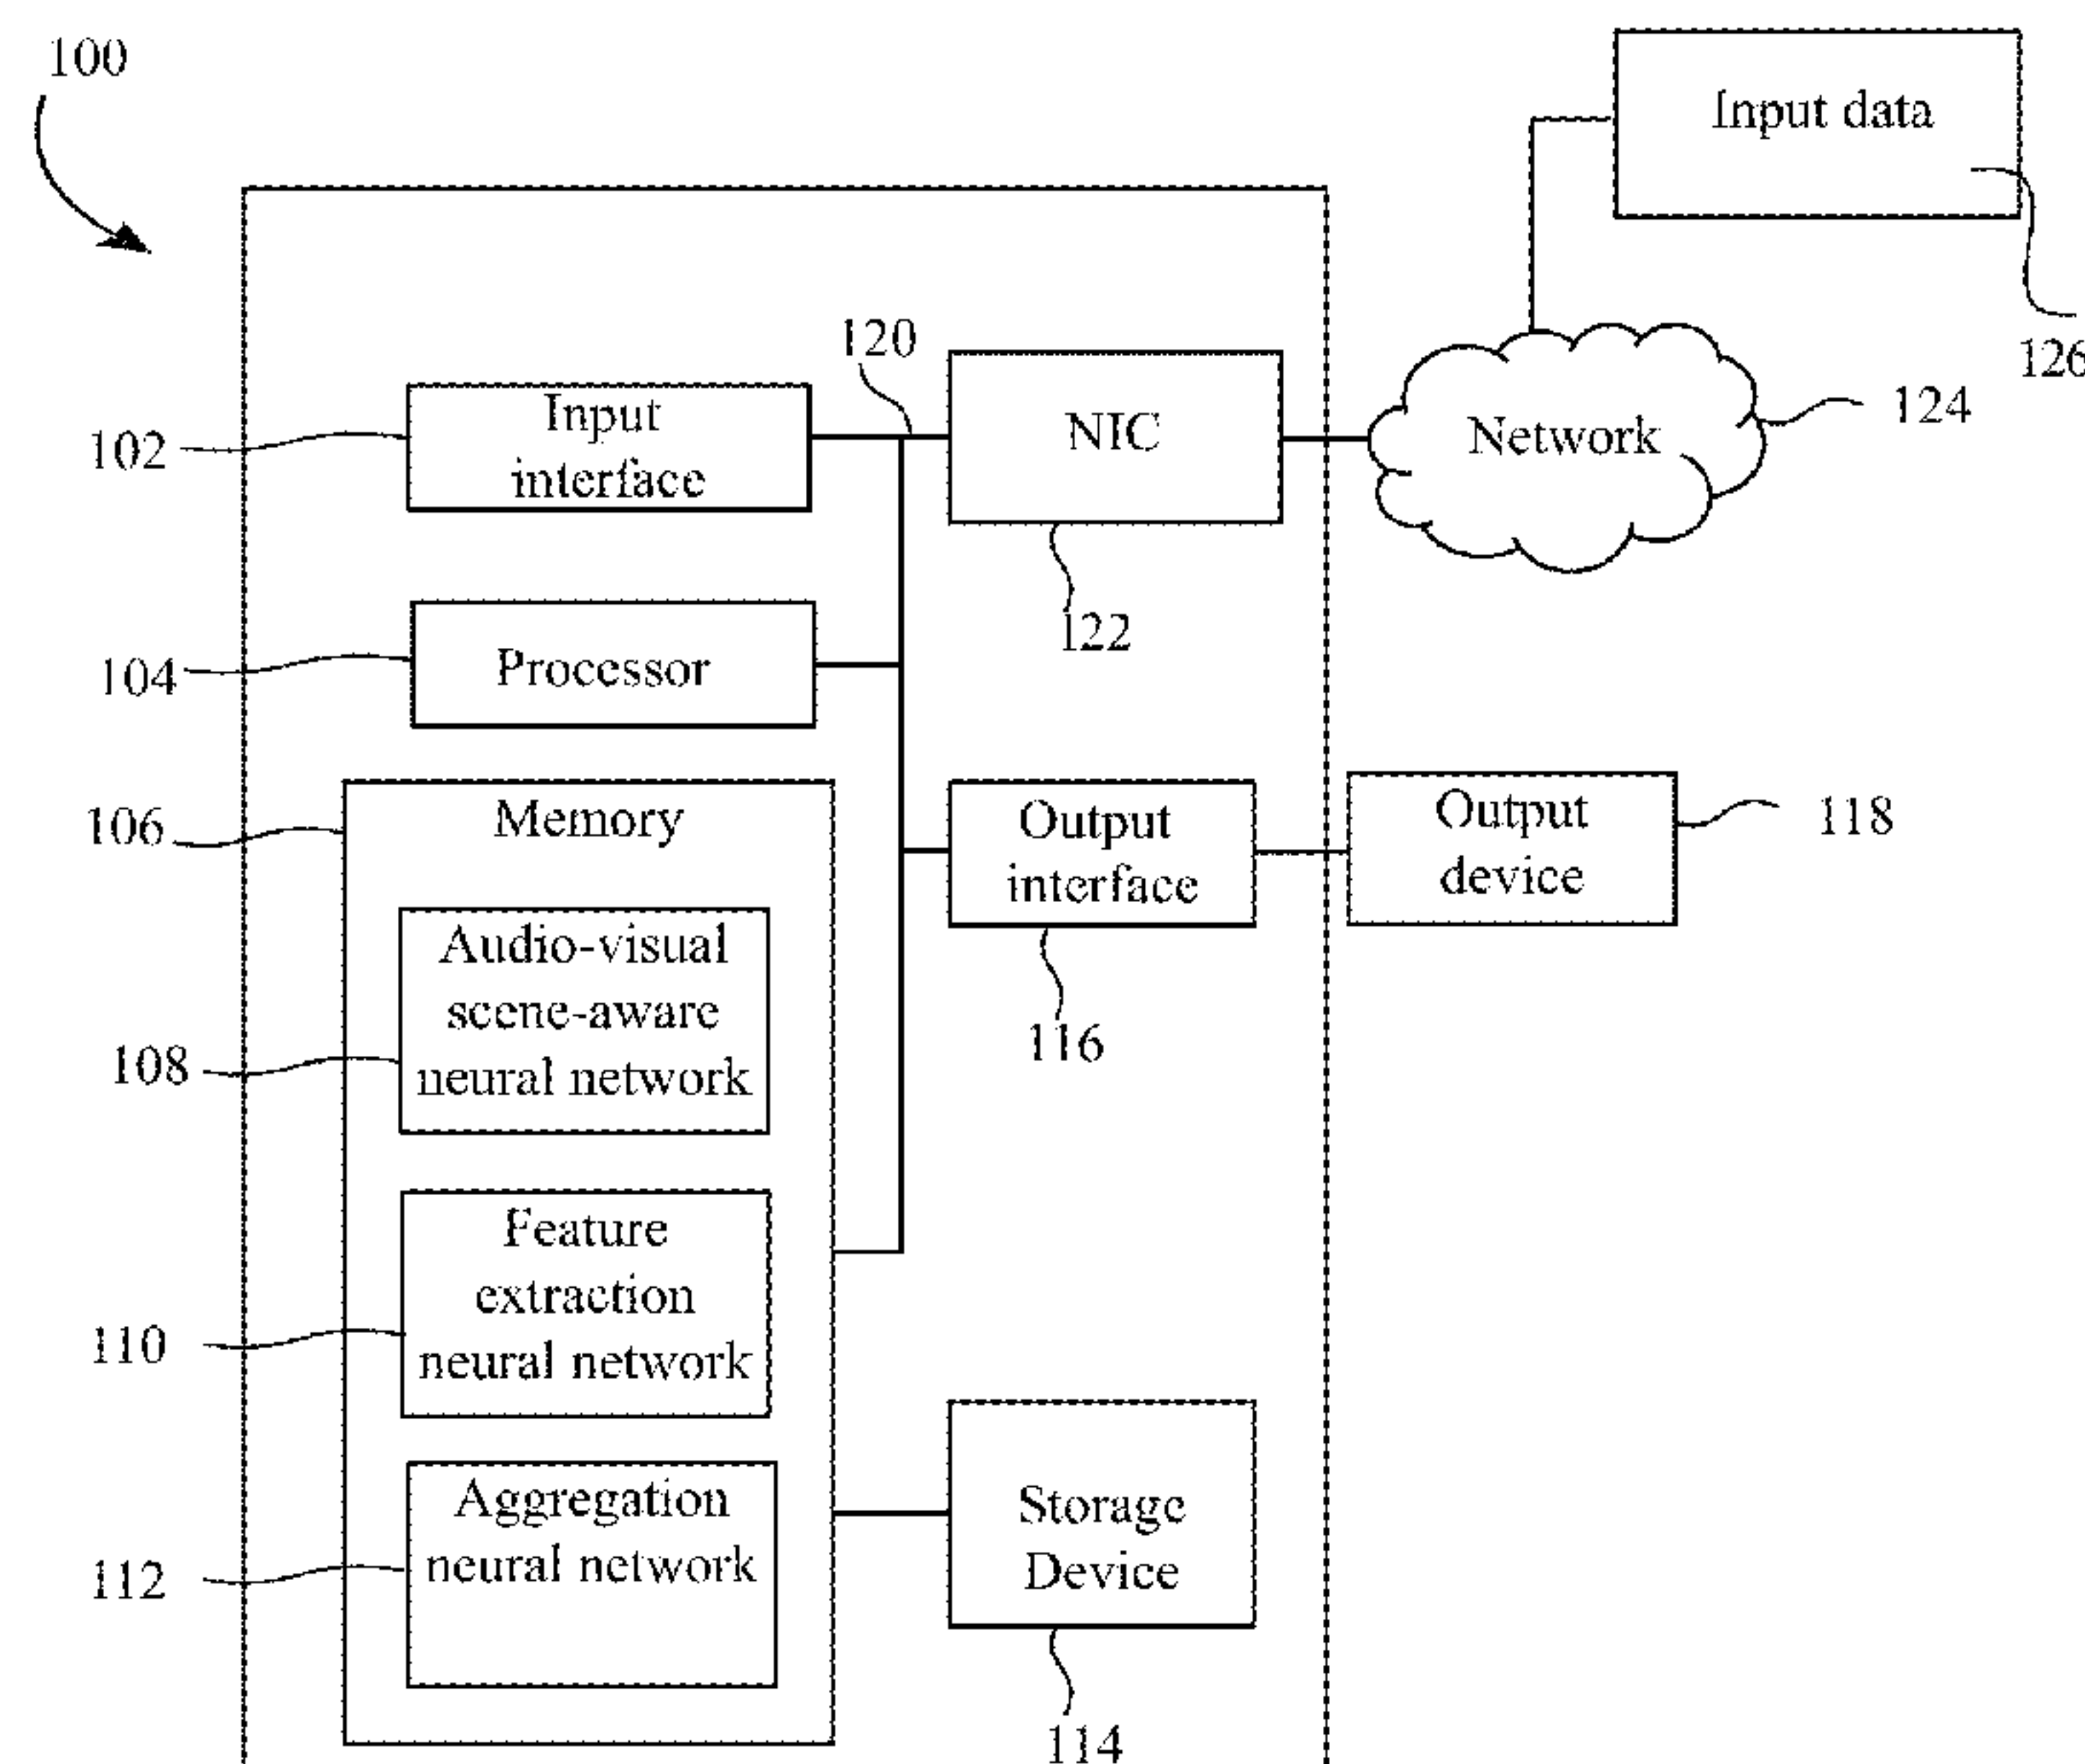 100
Input data
126
120
Input
interface
102
NIC
122
Network
124
Processor
104
Memory
106
Output
interface
116
Output
device
118
Audio-visual
scene-aware
neural network
108
Feature
extraction
neural network
110
Aggregation
neural network
112
Storage
Device
114